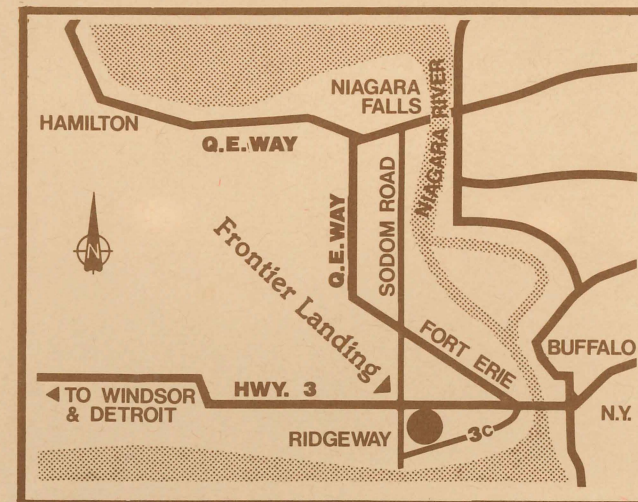 NIAGARA
FALLS
NIAGARA RIVER
HAMILTON
Q.E. WAY
Q.E. WAY
SODOM ROAD
N
Frontier Landing
FORT ERIE
BUFFALO
N.Y.
TO WINDSOR
& DETROIT
HWY. 3
RIDGEWAY
3C